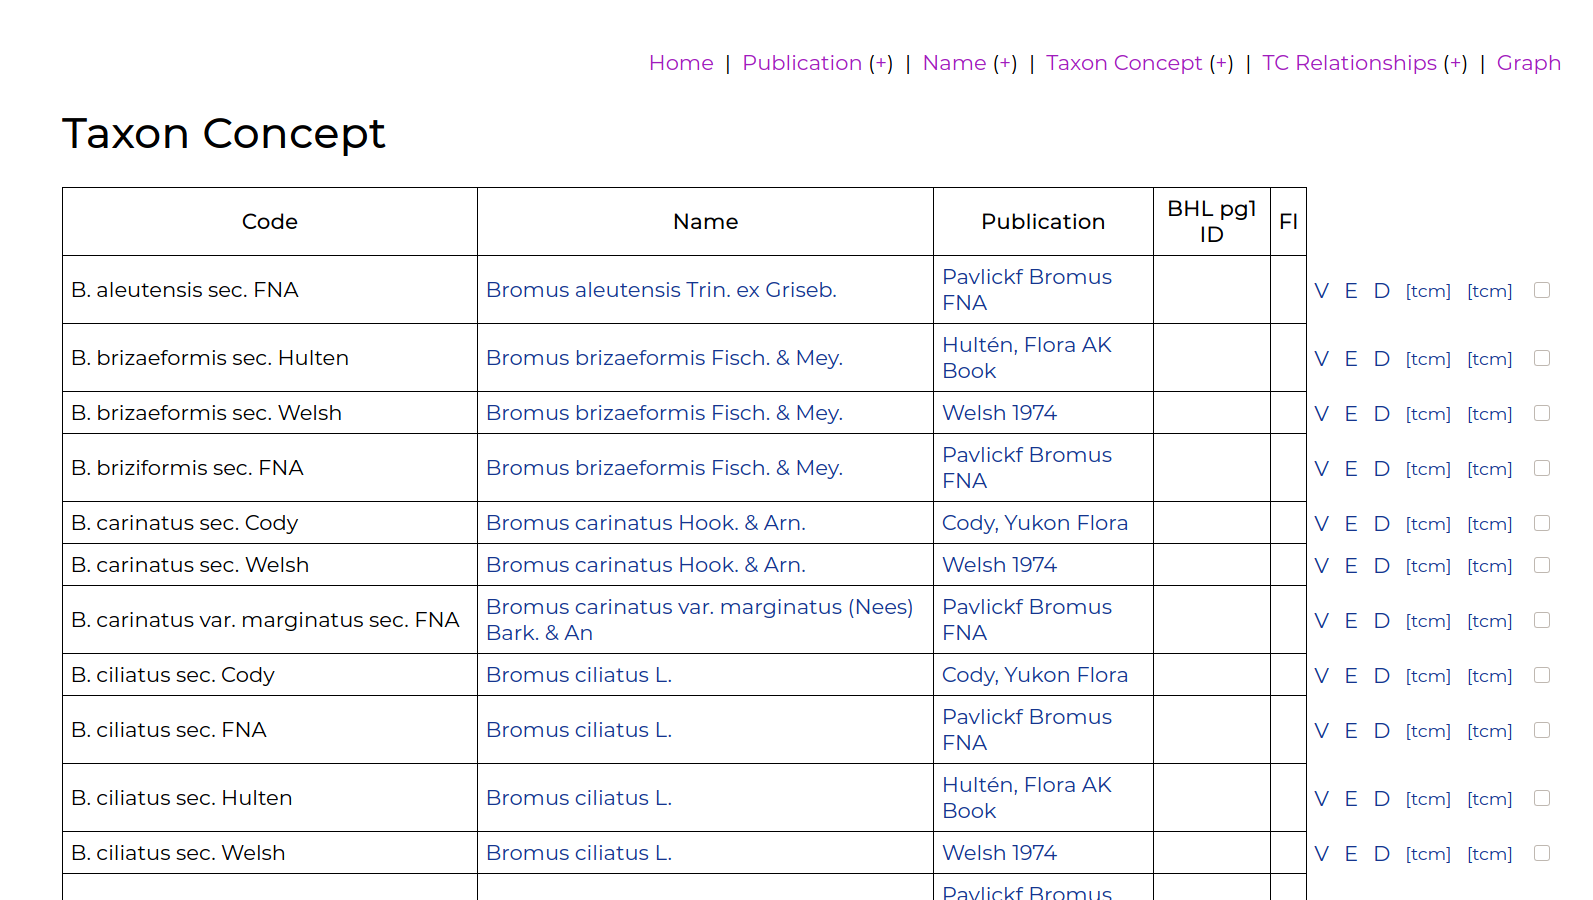 Home | Publication (+) | Name (+) | Taxon Concept (+) | TC Relationships (+) | Graph
Taxon Concept
Code Name Publication BHL pg1 ID FI
B. aleutensis sec. FNA Bromus aleutensis Trin. ex Griseb. Pavlickf Bromus FNA V E D [tcm] [tcm]
B. brizaeformis sec. Hulten Bromus brizaeformis Fisch. & Mey. Hultén, Flora AK Book V E D [tcm] [tcm]
B. brizaeformis sec. Welsh Bromus brizaeformis Fisch. & Mey. Welsh 1974 V E D [tcm] [tcm]
B. briziformis sec. FNA Bromus brizaeformis Fisch. & Mey. Pavlickf Bromus FNA V E D [tcm] [tcm]
B. carinatus sec. Cody Bromus carinatus Hook. & Arn. Cody, Yukon Flora V E D [tcm] [tcm]
B. carinatus sec. Welsh Bromus carinatus Hook. & Arn. Welsh 1974 V E D [tcm] [tcm]
B. carinatus var. marginatus sec. FNA Bromus carinatus var. marginatus (Nees) Bark. & An Pavlickf Bromus FNA V E D [tcm] [tcm]
B. ciliatus sec. Cody Bromus ciliatus L. Cody, Yukon Flora V E D [tcm] [tcm]
B. ciliatus sec. FNA Bromus ciliatus L. Pavlickf Bromus FNA V E D [tcm] [tcm]
B. ciliatus sec. Hulten Bromus ciliatus L. Hultén, Flora AK Book V E D [tcm] [tcm]
B. ciliatus sec. Welsh Bromus ciliatus L. Welsh 1974 V E D [tcm] [tcm]
Pavlickf Bromus